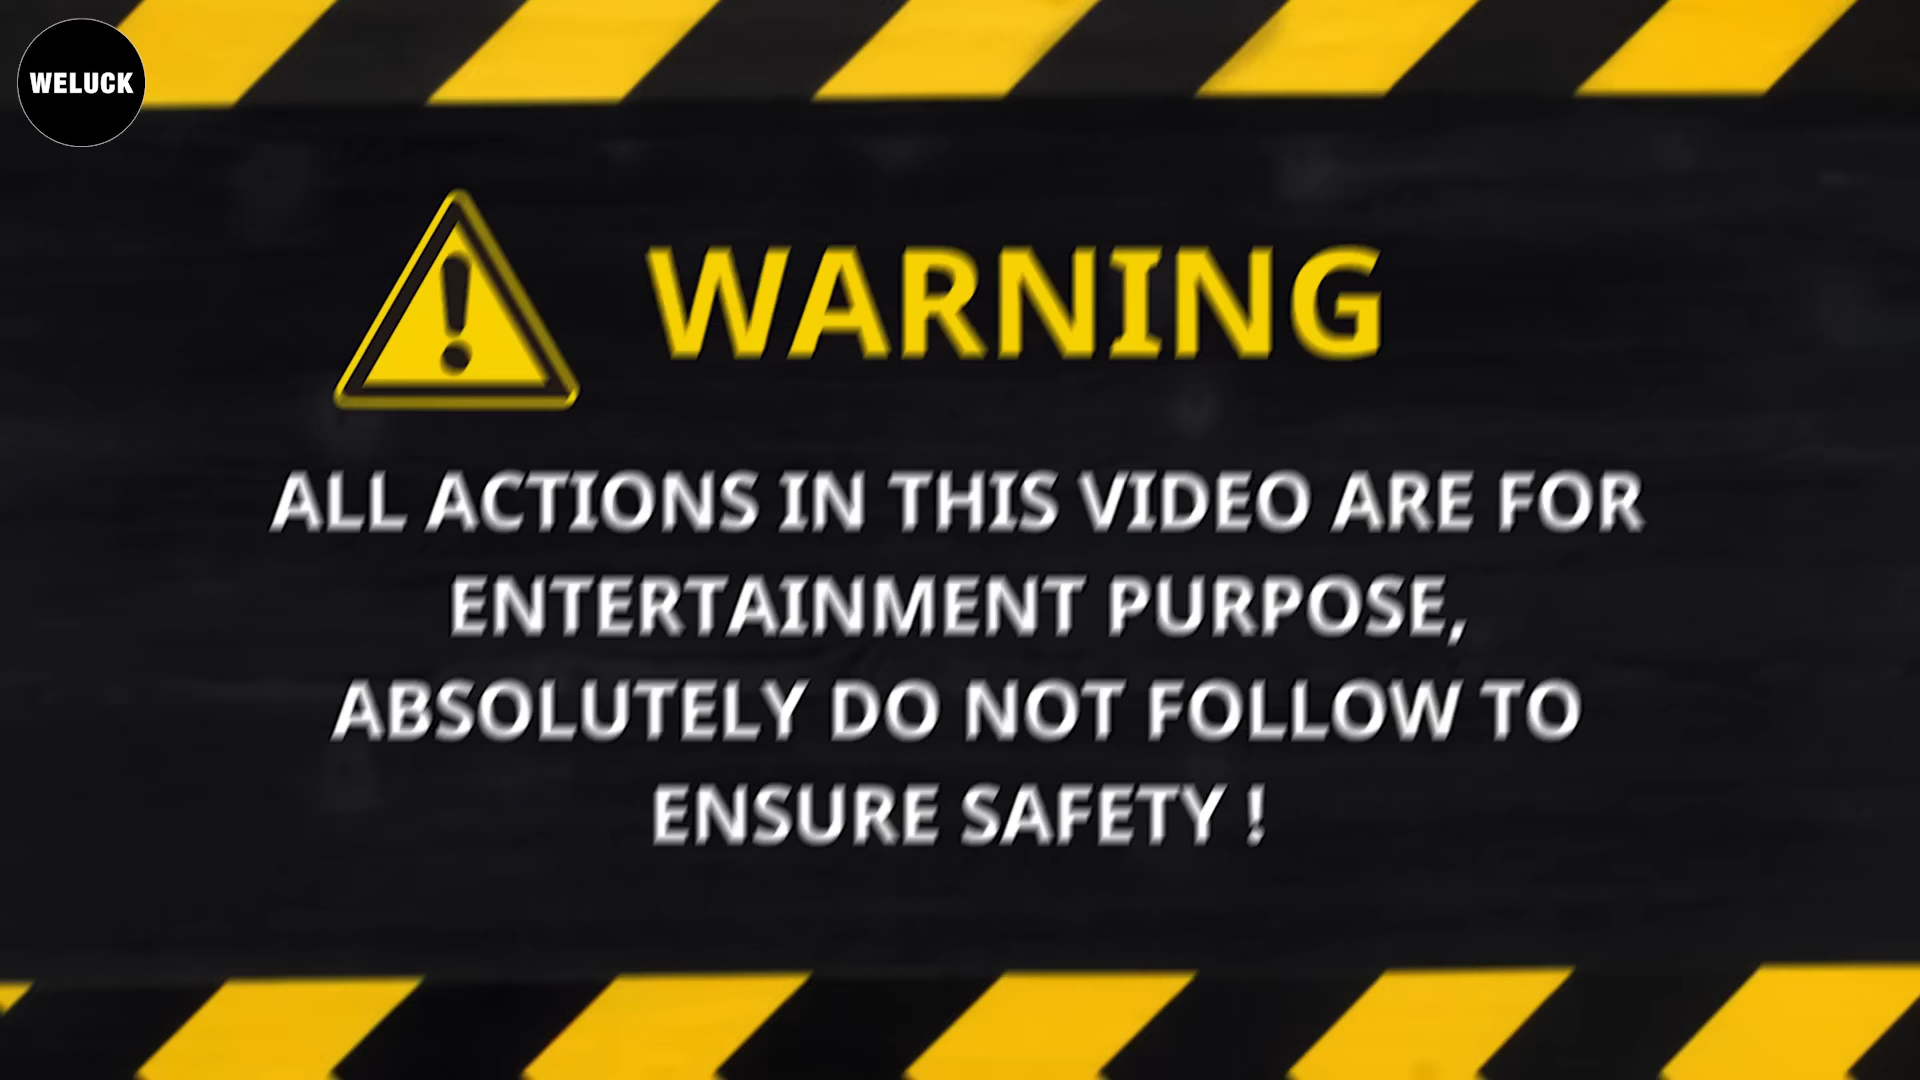 WELUCK
WARNING
ALL ACTIONS IN THIS VIDEO ARE FOR
ENTERTAINMENT PURPOSE,
ABSOLUTELY DO NOT FOLLOW TO
ENSURE SAFETY !